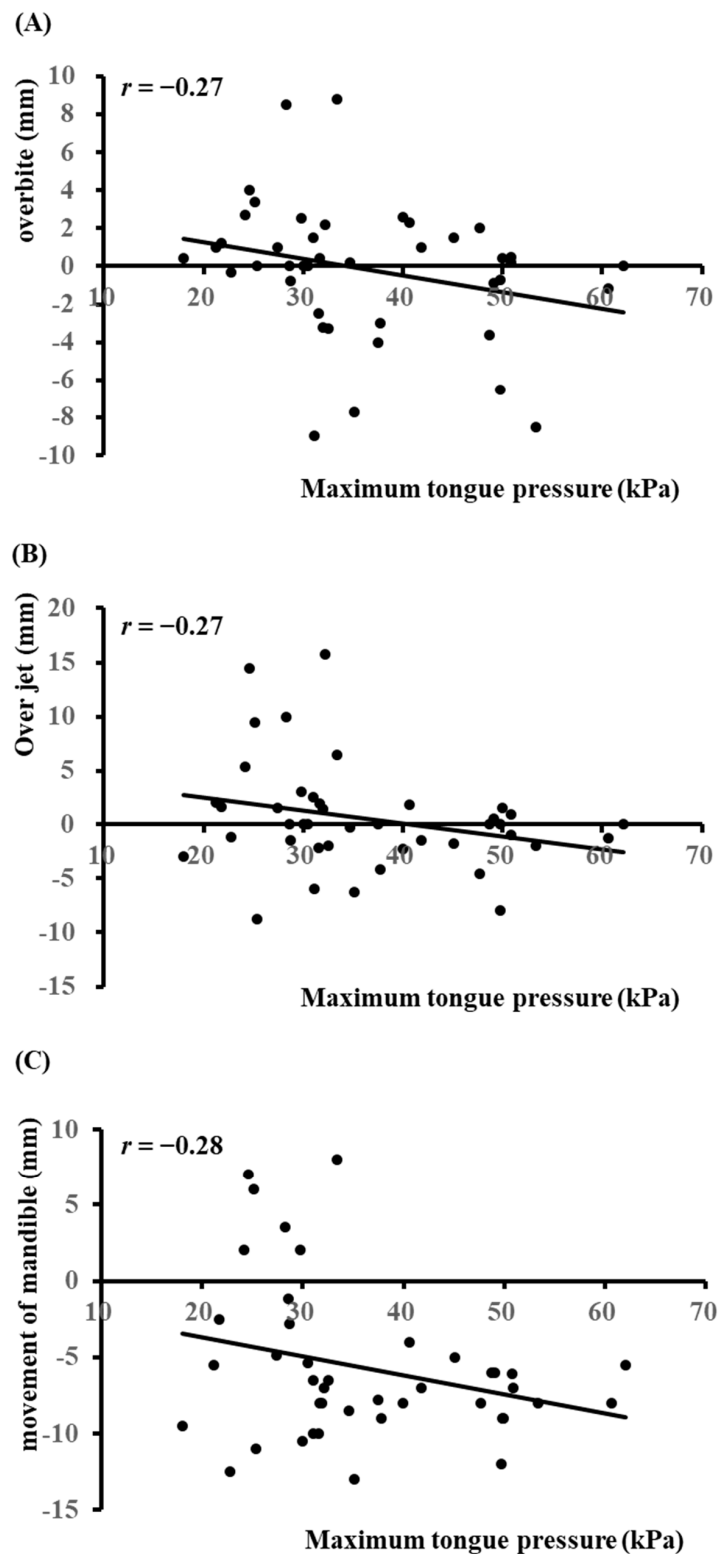 (A)
r = −0.27
overbite (mm)
10
8
6
4
2
0
-2
-4
-6
-8
-10
10 20 30 40 50 60 70
Maximum tongue pressure (kPa)
(B)
r = −0.27
Over jet (mm)
20
15
10
5
0
-5
-10
-15
10 20 30 40 50 60 70
Maximum tongue pressure (kPa)
(C)
r = −0.28
movement of mandible (mm)
10
5
0
-5
-10
-15
10 20 30 40 50 60 70
Maximum tongue pressure (kPa)